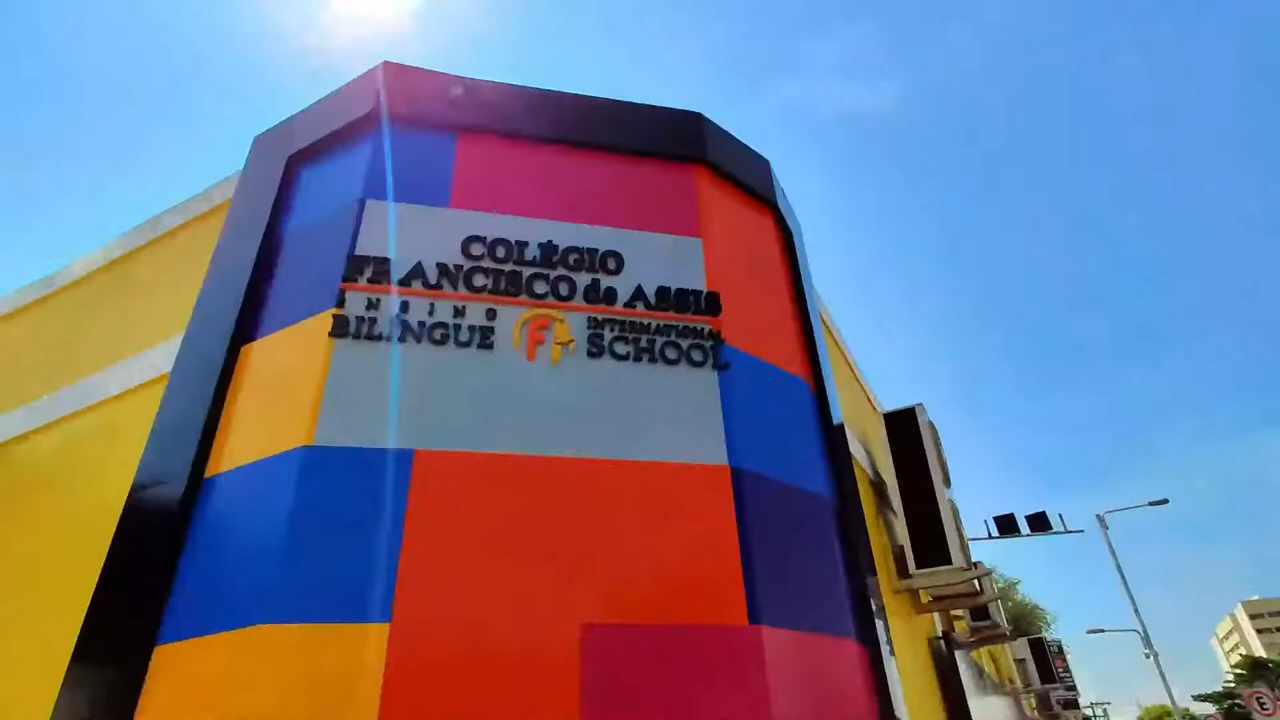 COLÉGIO
FRANCISCO de ASSIS
ENSINO
BILÍNGUE
F
INTERNATIONAL
SCHOOL
E